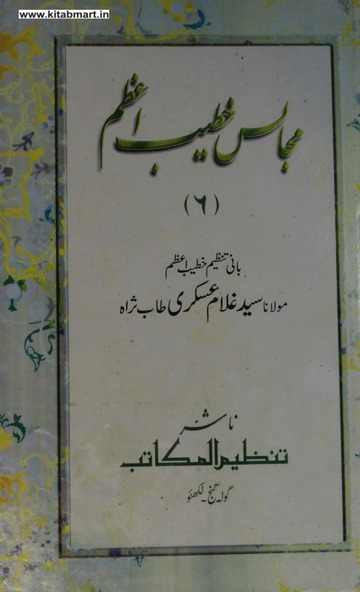 www.kitabmart.in
مجالس خطیب اعظم
(٦)
بانی تنظیم خطیب اعظم
مولانا سید غلام عسکری طاب ثراہ
ناشر
تنظیم المکاتب
گولہ گنج۔ لکھنؤ